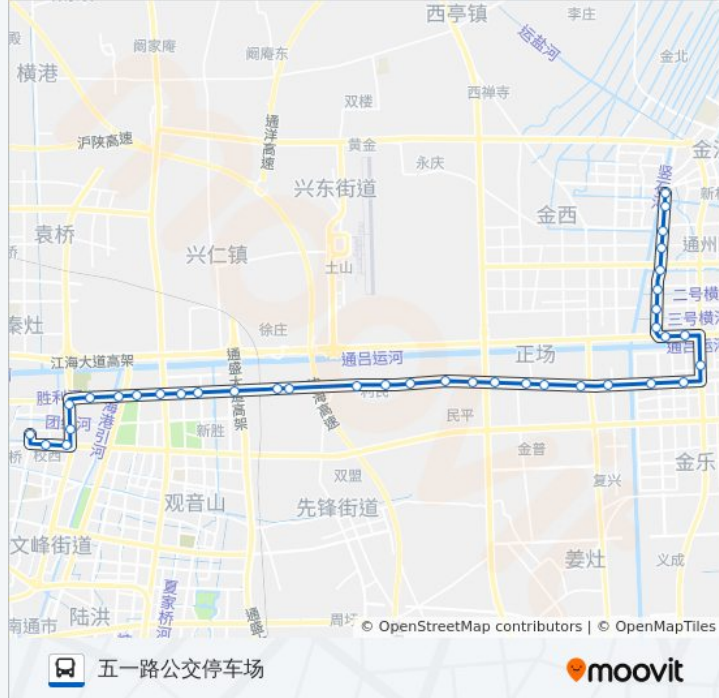 西亭镇
李庄
殿
阚家庵
阚庵东
运盐河
金北
横港
西禅寺
双楼
通洋高速
沪陕高速
黄金
永庆
竖石河
兴东街道
新
金西
袁桥
兴仁镇
通州
土山
二号横
三号横河
秦灶
徐庄
通吕运河
正场
江海大道高架
通吕运河
通盛大道高架
胜利
利民
海港引河
团结河
新胜
民平
桥
校西
金普
金乐
双盟
复兴
观音山
先锋街道
文峰街道
姜灶
义成
夏家桥河
陆洪
南通市
通盛
周圩
© OpenStreetMap contributors | © OpenMapTiles
五一路公交停车场
moovit